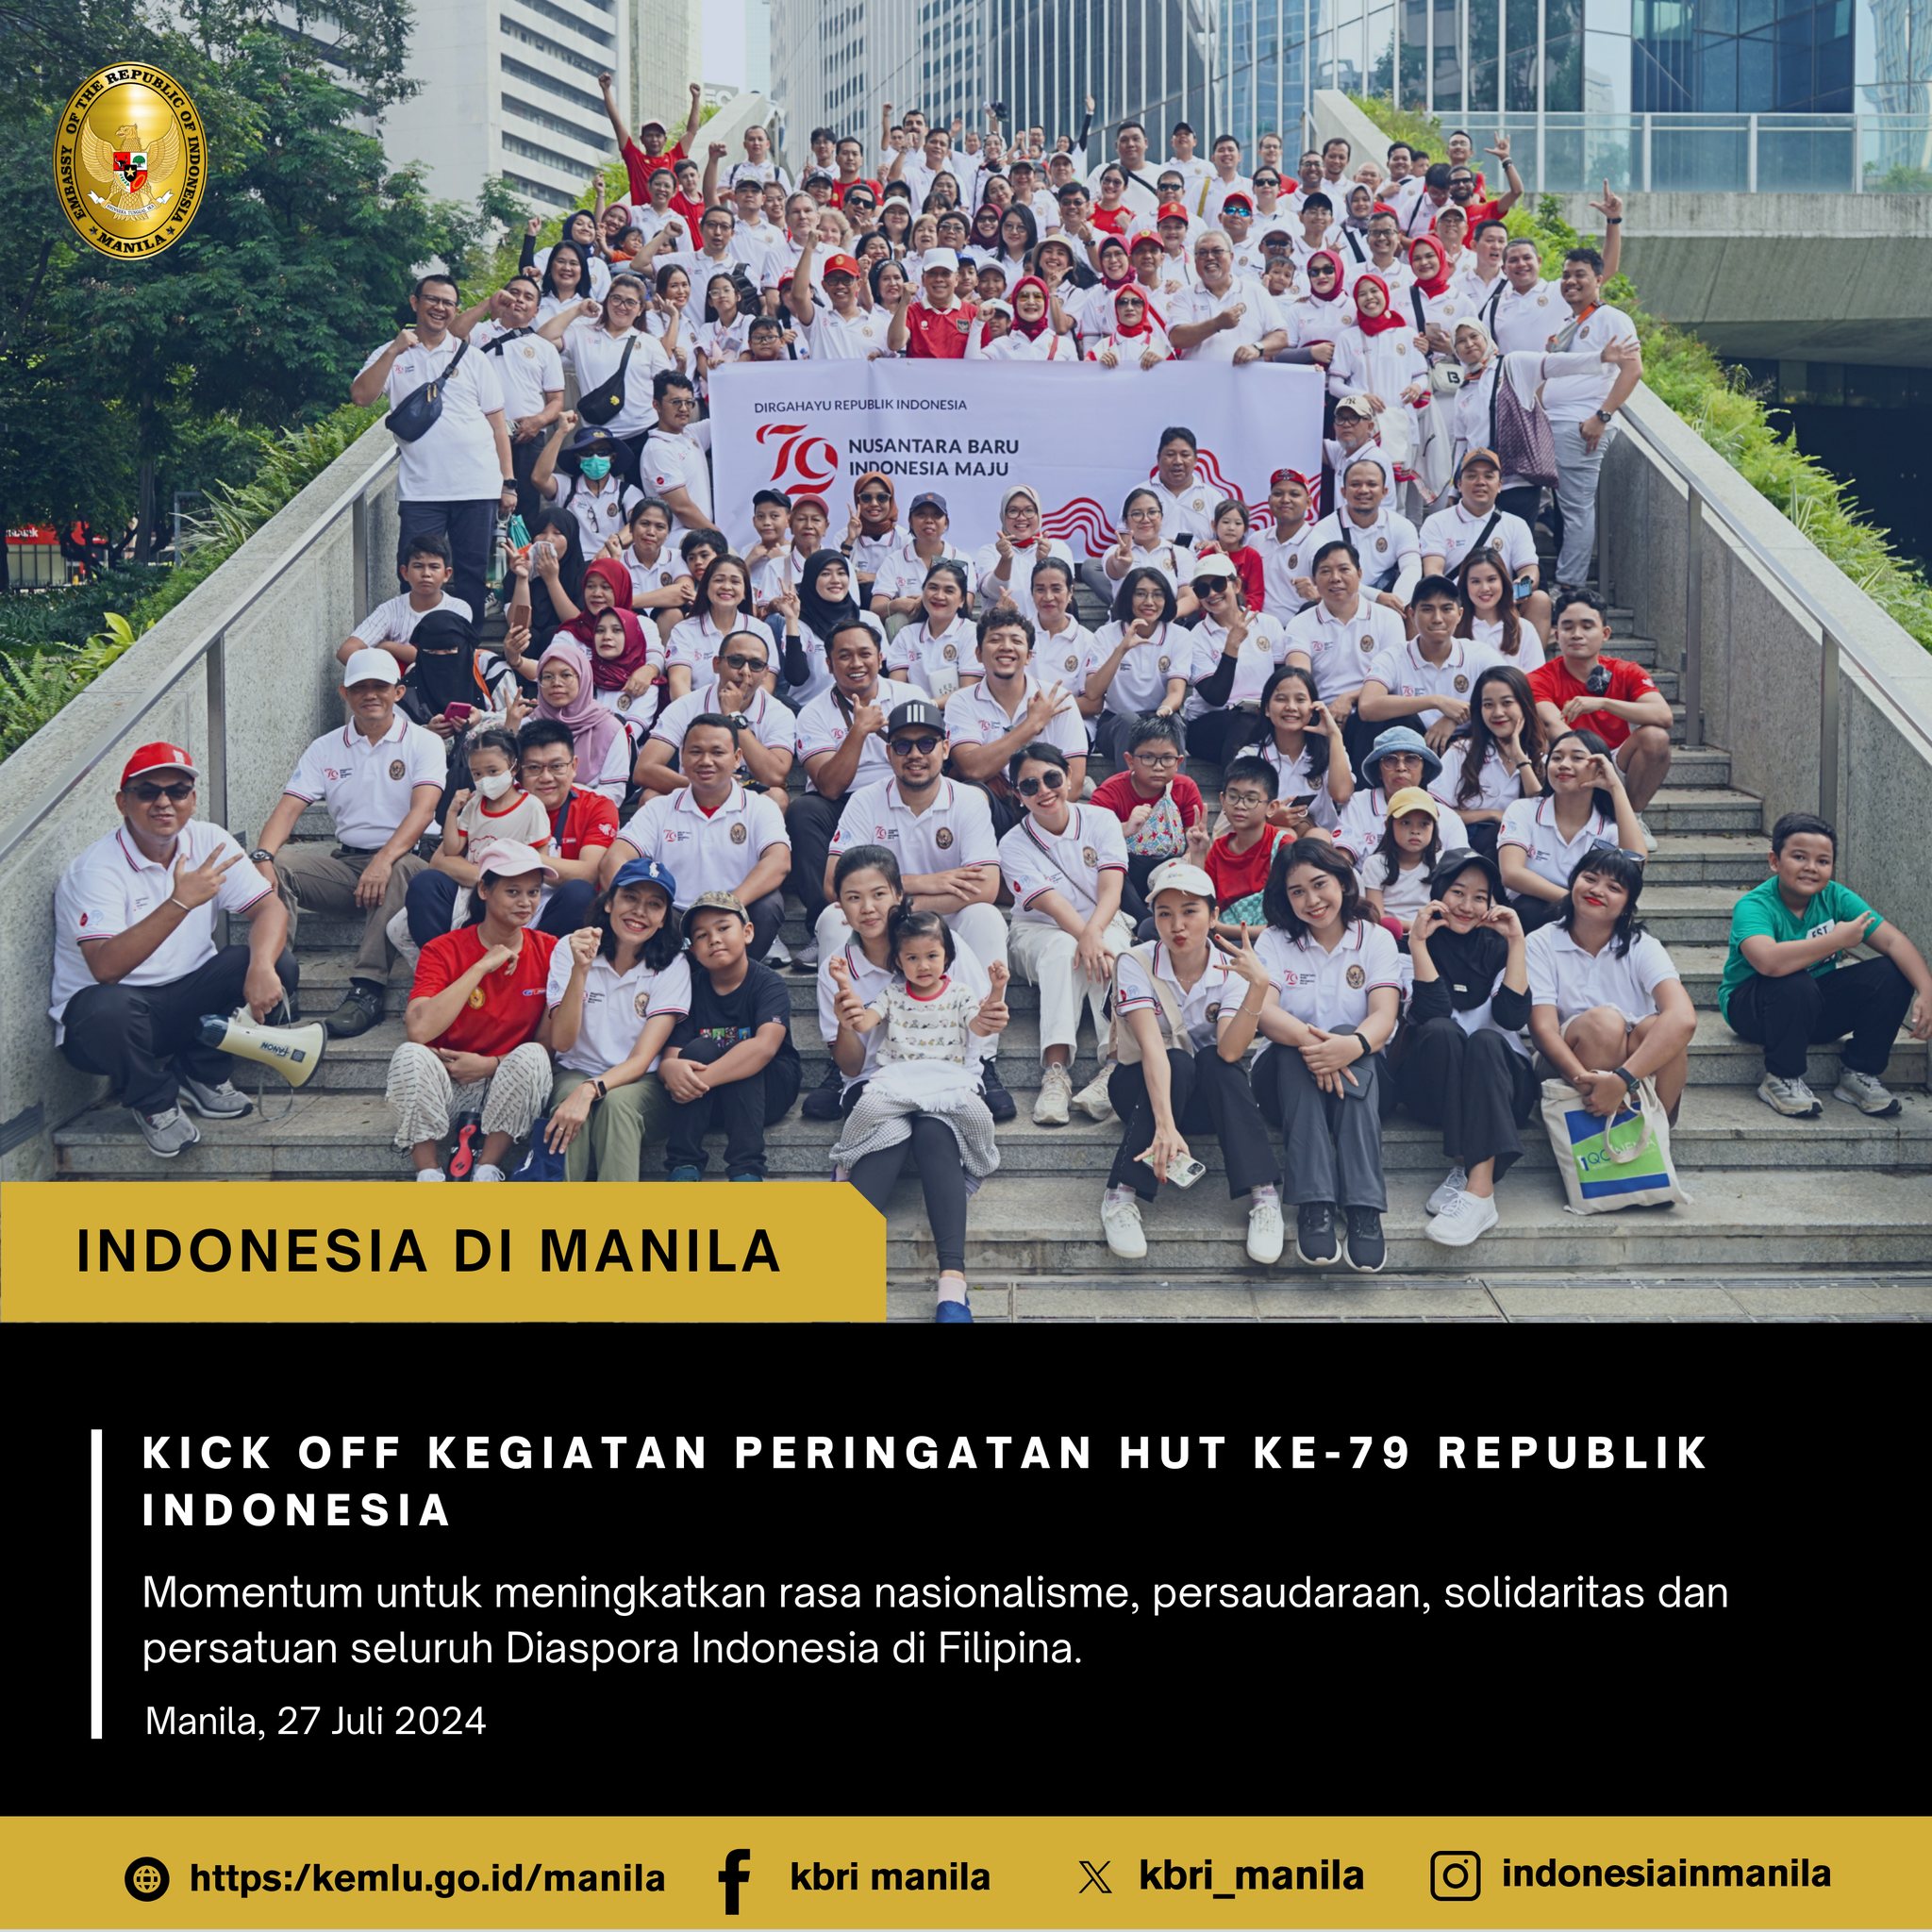 EMBASSY OF THE REPUBLIC OF INDONESIA
MANILA
DIRGAHAYU REPUBLIK INDONESIA
79 NUSANTARA BARU
INDONESIA MAJU
INDONESIA DI MANILA
KICK OFF KEGIATAN PERINGATAN HUT KE-79 REPUBLIK
INDONESIA
Momentum untuk meningkatkan rasa nasionalisme, persaudaraan, solidaritas dan
persatuan seluruh Diaspora Indonesia di Filipina.
Manila, 27 Juli 2024
https:/kemlu.go.id/manila
kbri manila
kbri_manila
indonesiainmanila